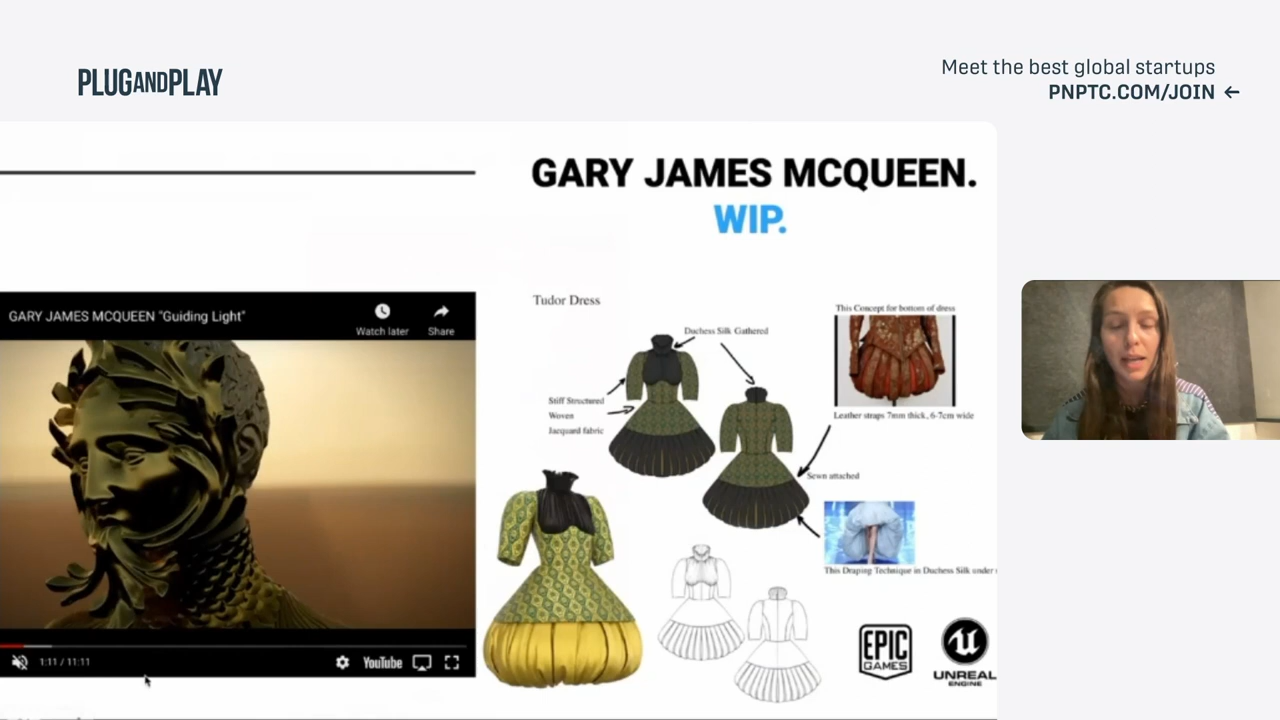 PLUGANDPLAY
Meet the best global startups
PNPTC.COM/JOIN ←
GARY JAMES MCQUEEN.
WIP.
GARY JAMES MCQUEEN "Guiding Light"
Watch later
Share
1:11 / 11:11
YouTube
Tudor Dress
Duchess Silk Gathered
This Concept for bottom of dress
Stiff Structured
Woven
Jacquard fabric
Leather straps 7mm thick, 6-7cm wide
Sewn attached
This Draping Technique in Duchess Silk under
EPIC
GAMES
UNREAL
ENGINE